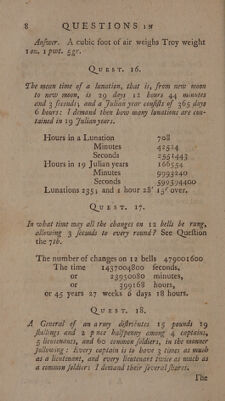 8 QUESTIONS IN
Answer. A cubic foot of air weighs Troy weight
1 oz. 1 pwt. 5gr.
QUEST. 16.
The mean time of a lunation, that is, from new moon
to new moon, is 29 days 12 hours 44 minutes
and 3 seconds, and a Julian year consists of 365 days
6 hours: I demand then how many lunations are con-
tained in 19 Julian years.
Hours in a Lunation 708
Minutes 42524
Seconds 2551443
Hours in 19 Julian years 166554
Minutes 9993240
Seconds 599594400
Lunations 235, and 1 hour 28' 15" over.
QUEST. 17.
In what time may all the changes on 12 bells be rung,
allowing 3 seconds to every round? See Question
the 7th.
The number of changes on 12 bells 479001600
The time 1437004800 seconds,
or 23950080 minutes,
or 399168 hours,
or 45 years 27 weeks 6 days 18 hours.
QUEST. 18.
A General of an army distributes 15 pounds 19
shillings and 2 pence halfpenny among 4 captains,
5 lieutenants, and 60 common soldiers, in the manner
following: Every captain is to have 3 times as much
as a lieutenant, and every lieutenant twice as much as
a common soldier: I demand their several shares.
The